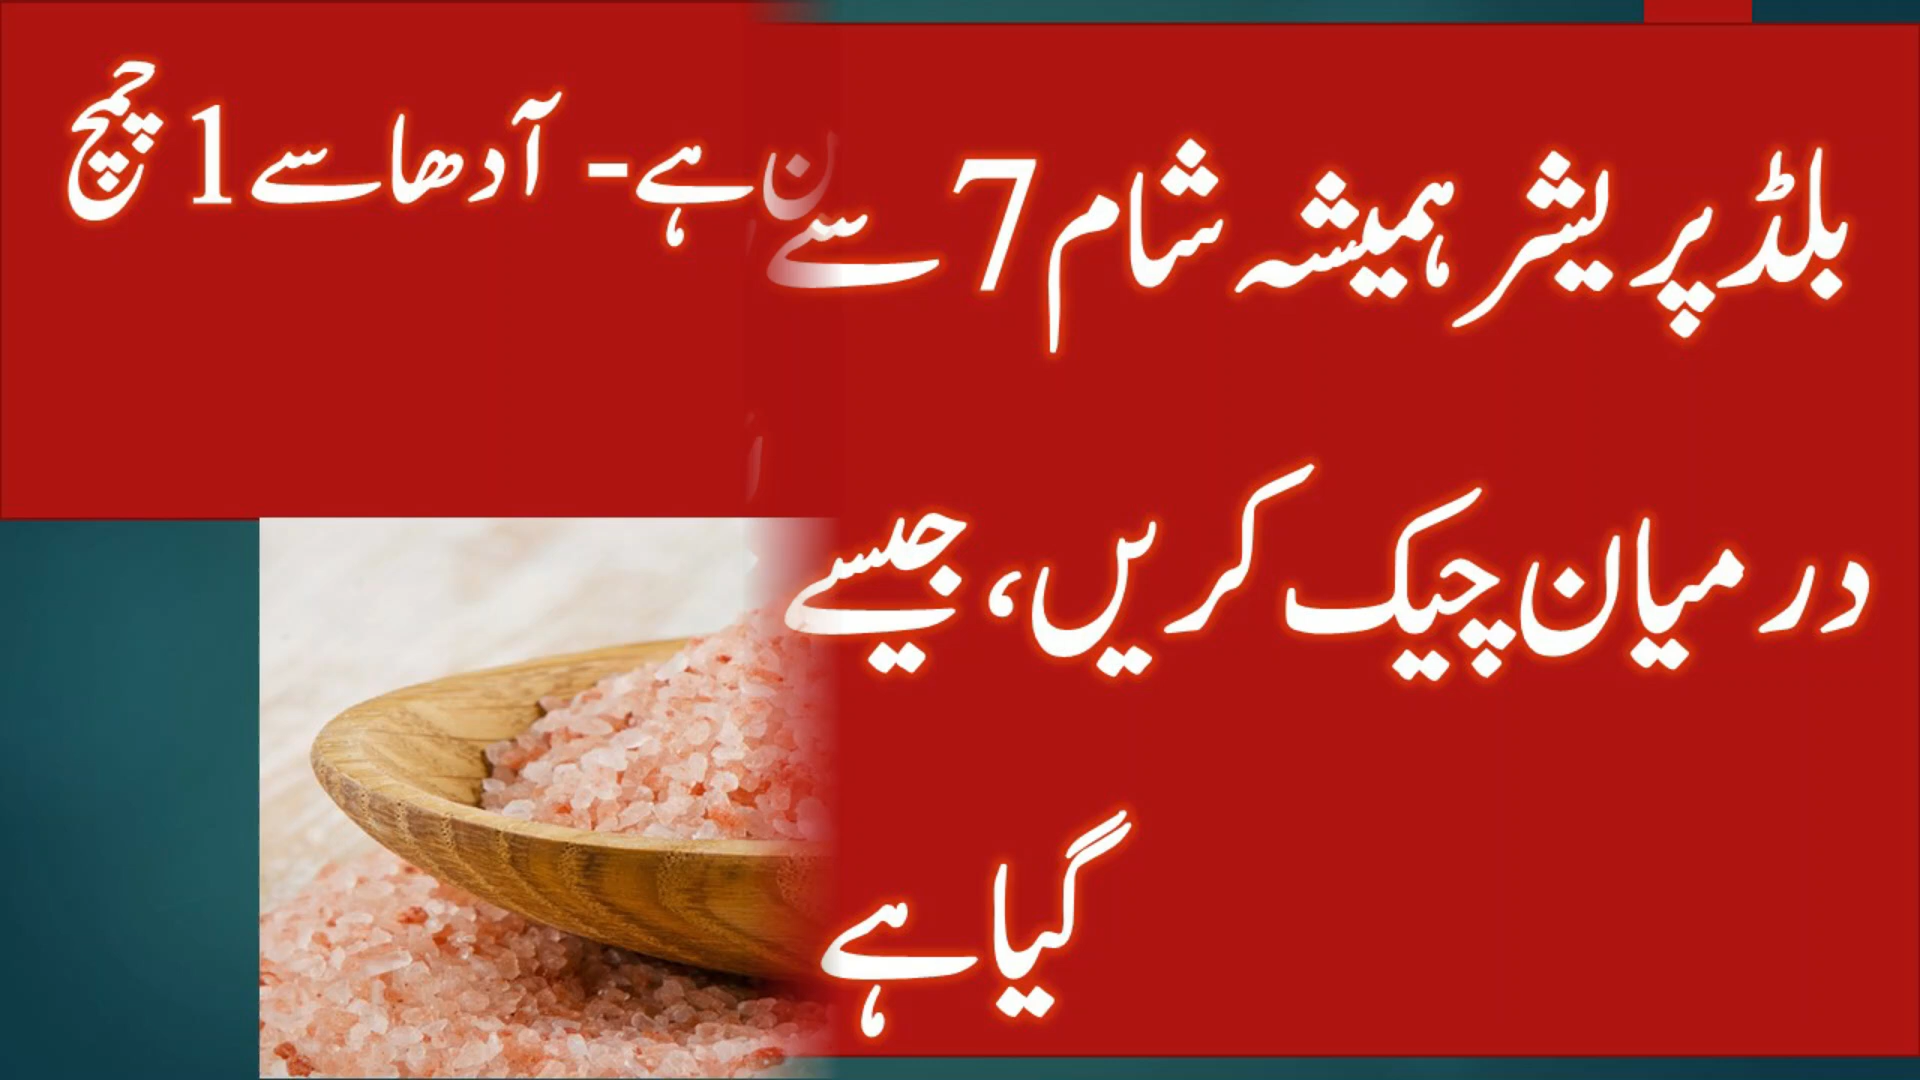 بلڈ پریشر ہمیشہ شام 7 سے
درمیان چیک کریں، جیسے
گیا ہے
ہے- آدھا سے 1 چمچ